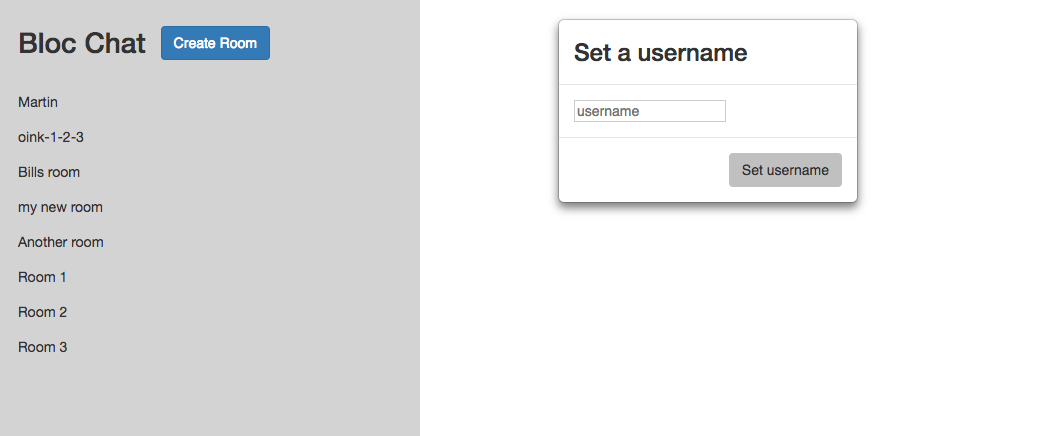 Bloc Chat
Create Room
Martin
oink-1-2-3
Bills room
my new room
Another room
Room 1
Room 2
Room 3
Set a username
username
Set username